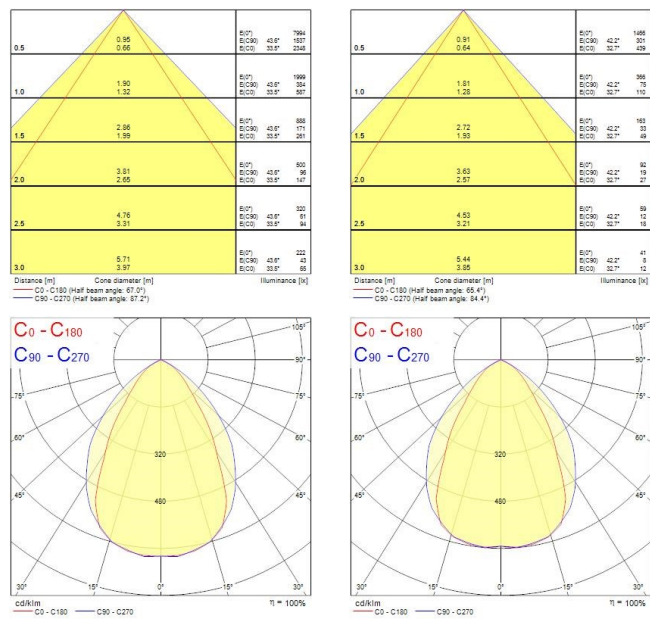 0.95
0.66
0.5
E(0°) 7994
E(C90) 43.6° 1537
E(C0) 33.5° 2348
1.90
1.32
1.0
E(0°) 1999
E(C90) 43.6° 384
E(C0) 33.5° 587
2.86
1.99
1.5
E(0°) 888
E(C90) 43.6° 171
E(C0) 33.5° 261
3.81
2.65
2.0
E(0°) 500
E(C90) 43.6° 96
E(C0) 33.5° 147
4.76
3.31
2.5
E(0°) 320
E(C90) 43.6° 61
E(C0) 33.5° 94
5.71
3.97
3.0
E(0°) 222
E(C90) 43.6° 43
E(C0) 33.5° 65
Distance [m] Cone diameter [m] Illuminance [lx]
C0 - C180 (Half beam angle: 67.0°)
C90 - C270 (Half beam angle: 87.2°)
0.91
0.64
0.5
E(0°) 1466
E(C90) 42.2° 301
E(C0) 32.7° 439
1.81
1.28
1.0
E(0°) 366
E(C90) 42.2° 75
E(C0) 32.7° 110
2.72
1.93
1.5
E(0°) 163
E(C90) 42.2° 33
E(C0) 32.7° 49
3.63
2.57
2.0
E(0°) 92
E(C90) 42.2° 19
E(C0) 32.7° 27
4.53
3.21
2.5
E(0°) 59
E(C90) 42.2° 12
E(C0) 32.7° 18
5.44
3.85
3.0
E(0°) 41
E(C90) 42.2° 8
E(C0) 32.7° 12
Distance [m] Cone diameter [m] Illuminance [lx]
C0 - C180 (Half beam angle: 65.4°)
C90 - C270 (Half beam angle: 84.4°)
C0 - C180
C90 - C270
105°
90°
75° 75°
60° 60°
320
45° 45°
480
30° 15° 0° 15° 30°
cd/klm η = 100%
C0 - C180 C90 - C270
C0 - C180
C90 - C270
105°
90°
75° 75°
60° 60°
320
45° 45°
480
30° 15° 0° 15° 30°
cd/klm η = 100%
C0 - C180 C90 - C270